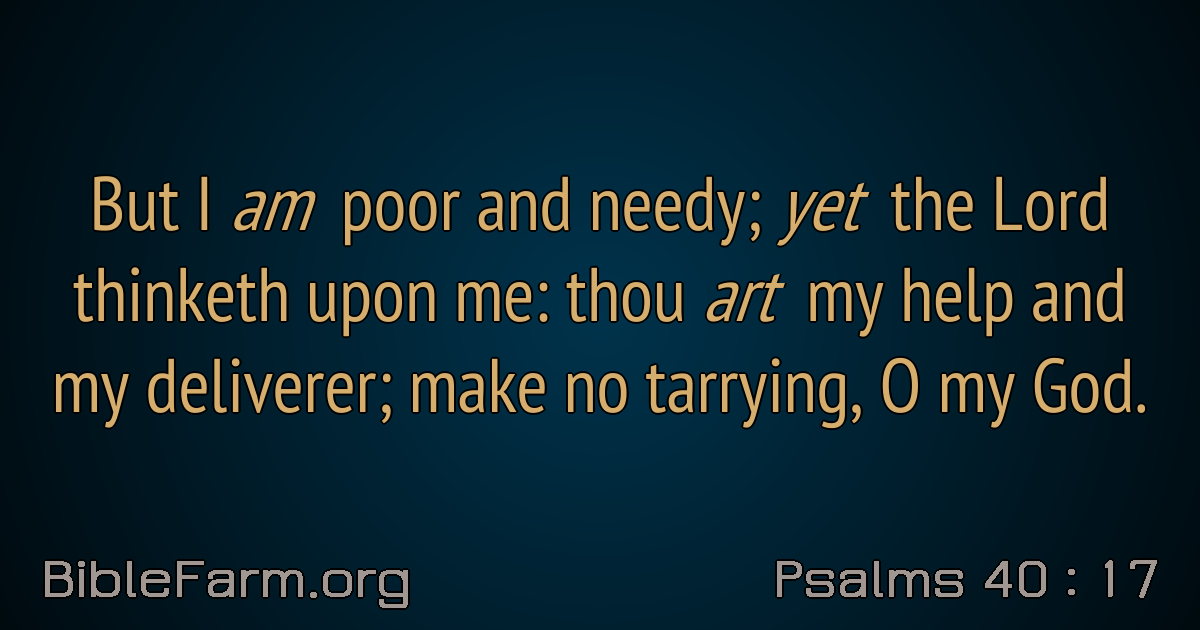 But I am poor and needy; yet the Lord
thinketh upon me: thou art my help and
my deliverer; make no tarrying, O my God.
BibleFarm.org
Psalms 40 : 17